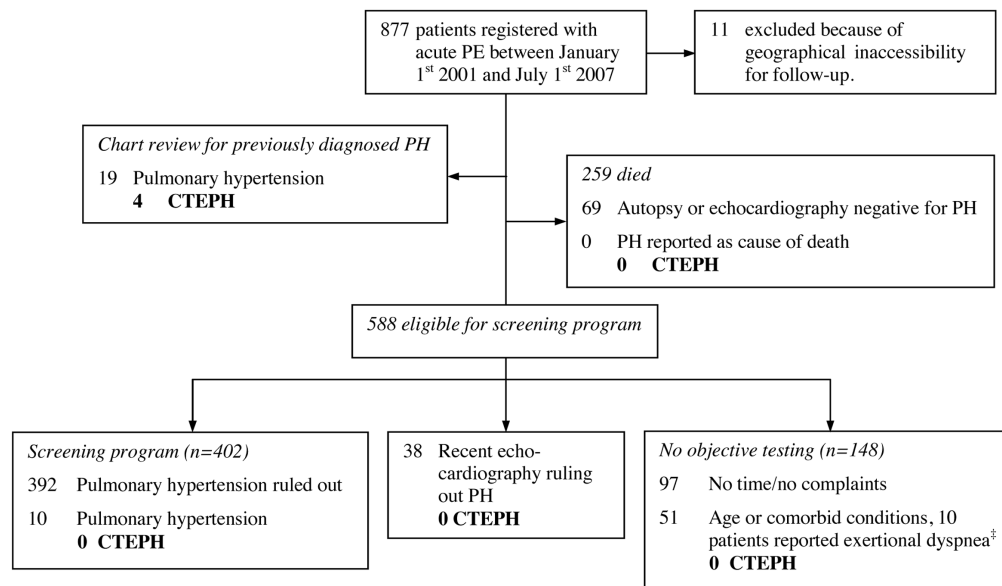 877 patients registered with
acute PE between January
1st 2001 and July 1st 2007
11 excluded because of
geographical inaccessibility
for follow-up.
Chart review for previously diagnosed PH
19 Pulmonary hypertension
4 CTEPH
259 died
69 Autopsy or echocardiography negative for PH
0 PH reported as cause of death
0 CTEPH
588 eligible for screening program
Screening program (n=402)
392 Pulmonary hypertension ruled out
10 Pulmonary hypertension
0 CTEPH
38 Recent echo-
cardiography ruling
out PH
0 CTEPH
No objective testing (n=148)
97 No time/no complaints
51 Age or comorbid conditions, 10
patients reported exertional dyspnea‡
0 CTEPH